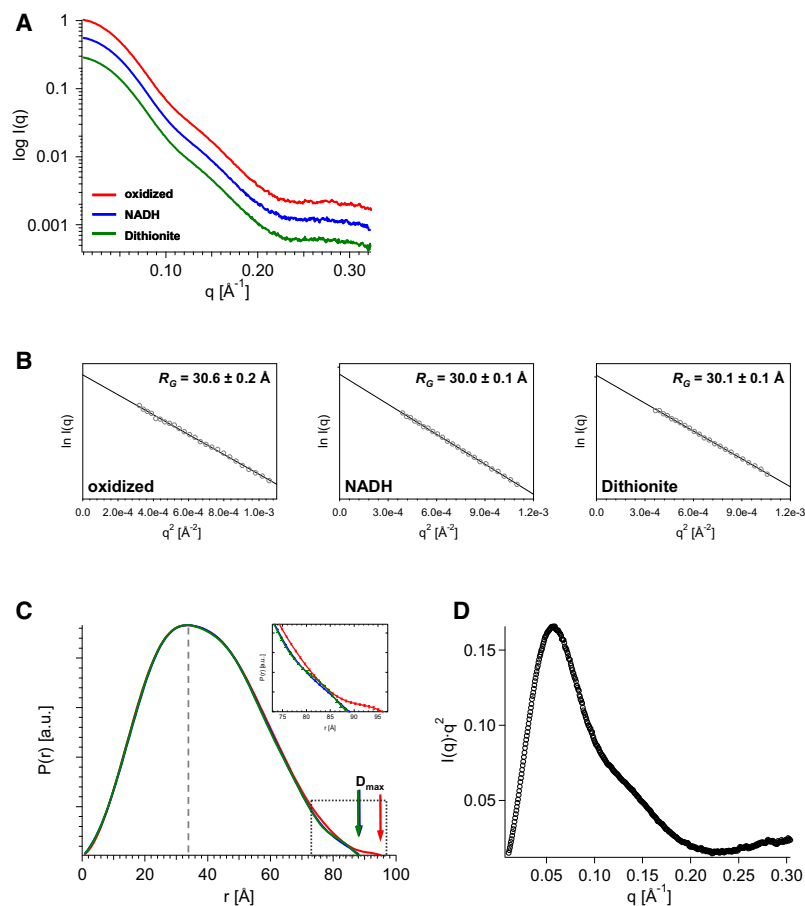 A
1
0.1
0.01
0.001
log I(q)
oxidized
NADH
Dithionite
0.10 0.20 0.30
q [Å-1]
B
RG = 30.6 ± 0.2 Å
ln I(q)
oxidized
0.0 2.0e-4 4.0e-4 6.0e-4 8.0e-4 1.0e-3
q2 [Å-2]
RG = 30.0 ± 0.1 Å
ln I(q)
NADH
0.0 3.0e-4 6.0e-4 9.0e-4 1.2e-3
q2 [Å-2]
RG = 30.1 ± 0.1 Å
ln I(q)
Dithionite
0.0 3.0e-4 6.0e-4 9.0e-4 1.2e-3
q2 [Å-2]
C
P(r) [a.u.]
P(r) [a.u.]
75 80 85 90 95
r [Å]
Dmax
0 20 40 60 80 100
r [Å]
D
0.15
0.10
0.05
I(q)·q2
0.05 0.10 0.15 0.20 0.25 0.30
q [Å-1]